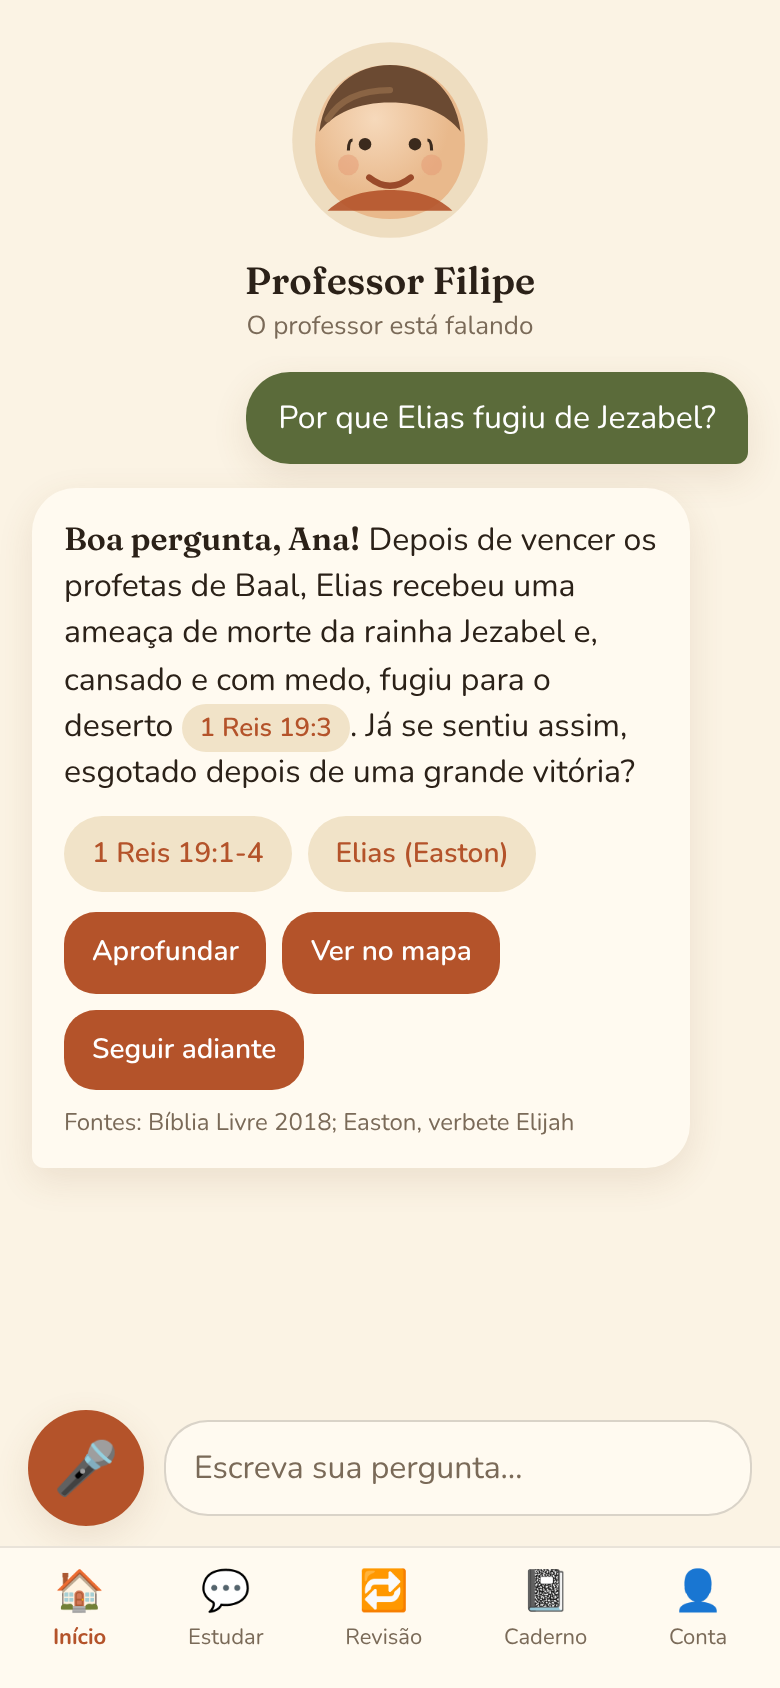 Professor Filipe
O professor está falando
Por que Elias fugiu de Jezabel?
Boa pergunta, Ana! Depois de vencer os
profetas de Baal, Elias recebeu uma
ameaça de morte da rainha Jezabel e,
cansado e com medo, fugiu para o
deserto 1 Reis 19:3. Já se sentiu assim,
esgotado depois de uma grande vitória?
1 Reis 19:1-4 Elias (Easton)
Aprofundar Ver no mapa
Seguir adiante
Fontes: Bíblia Livre 2018; Easton, verbete Elijah
Escreva sua pergunta...
Início Estudar Revisão Caderno Conta